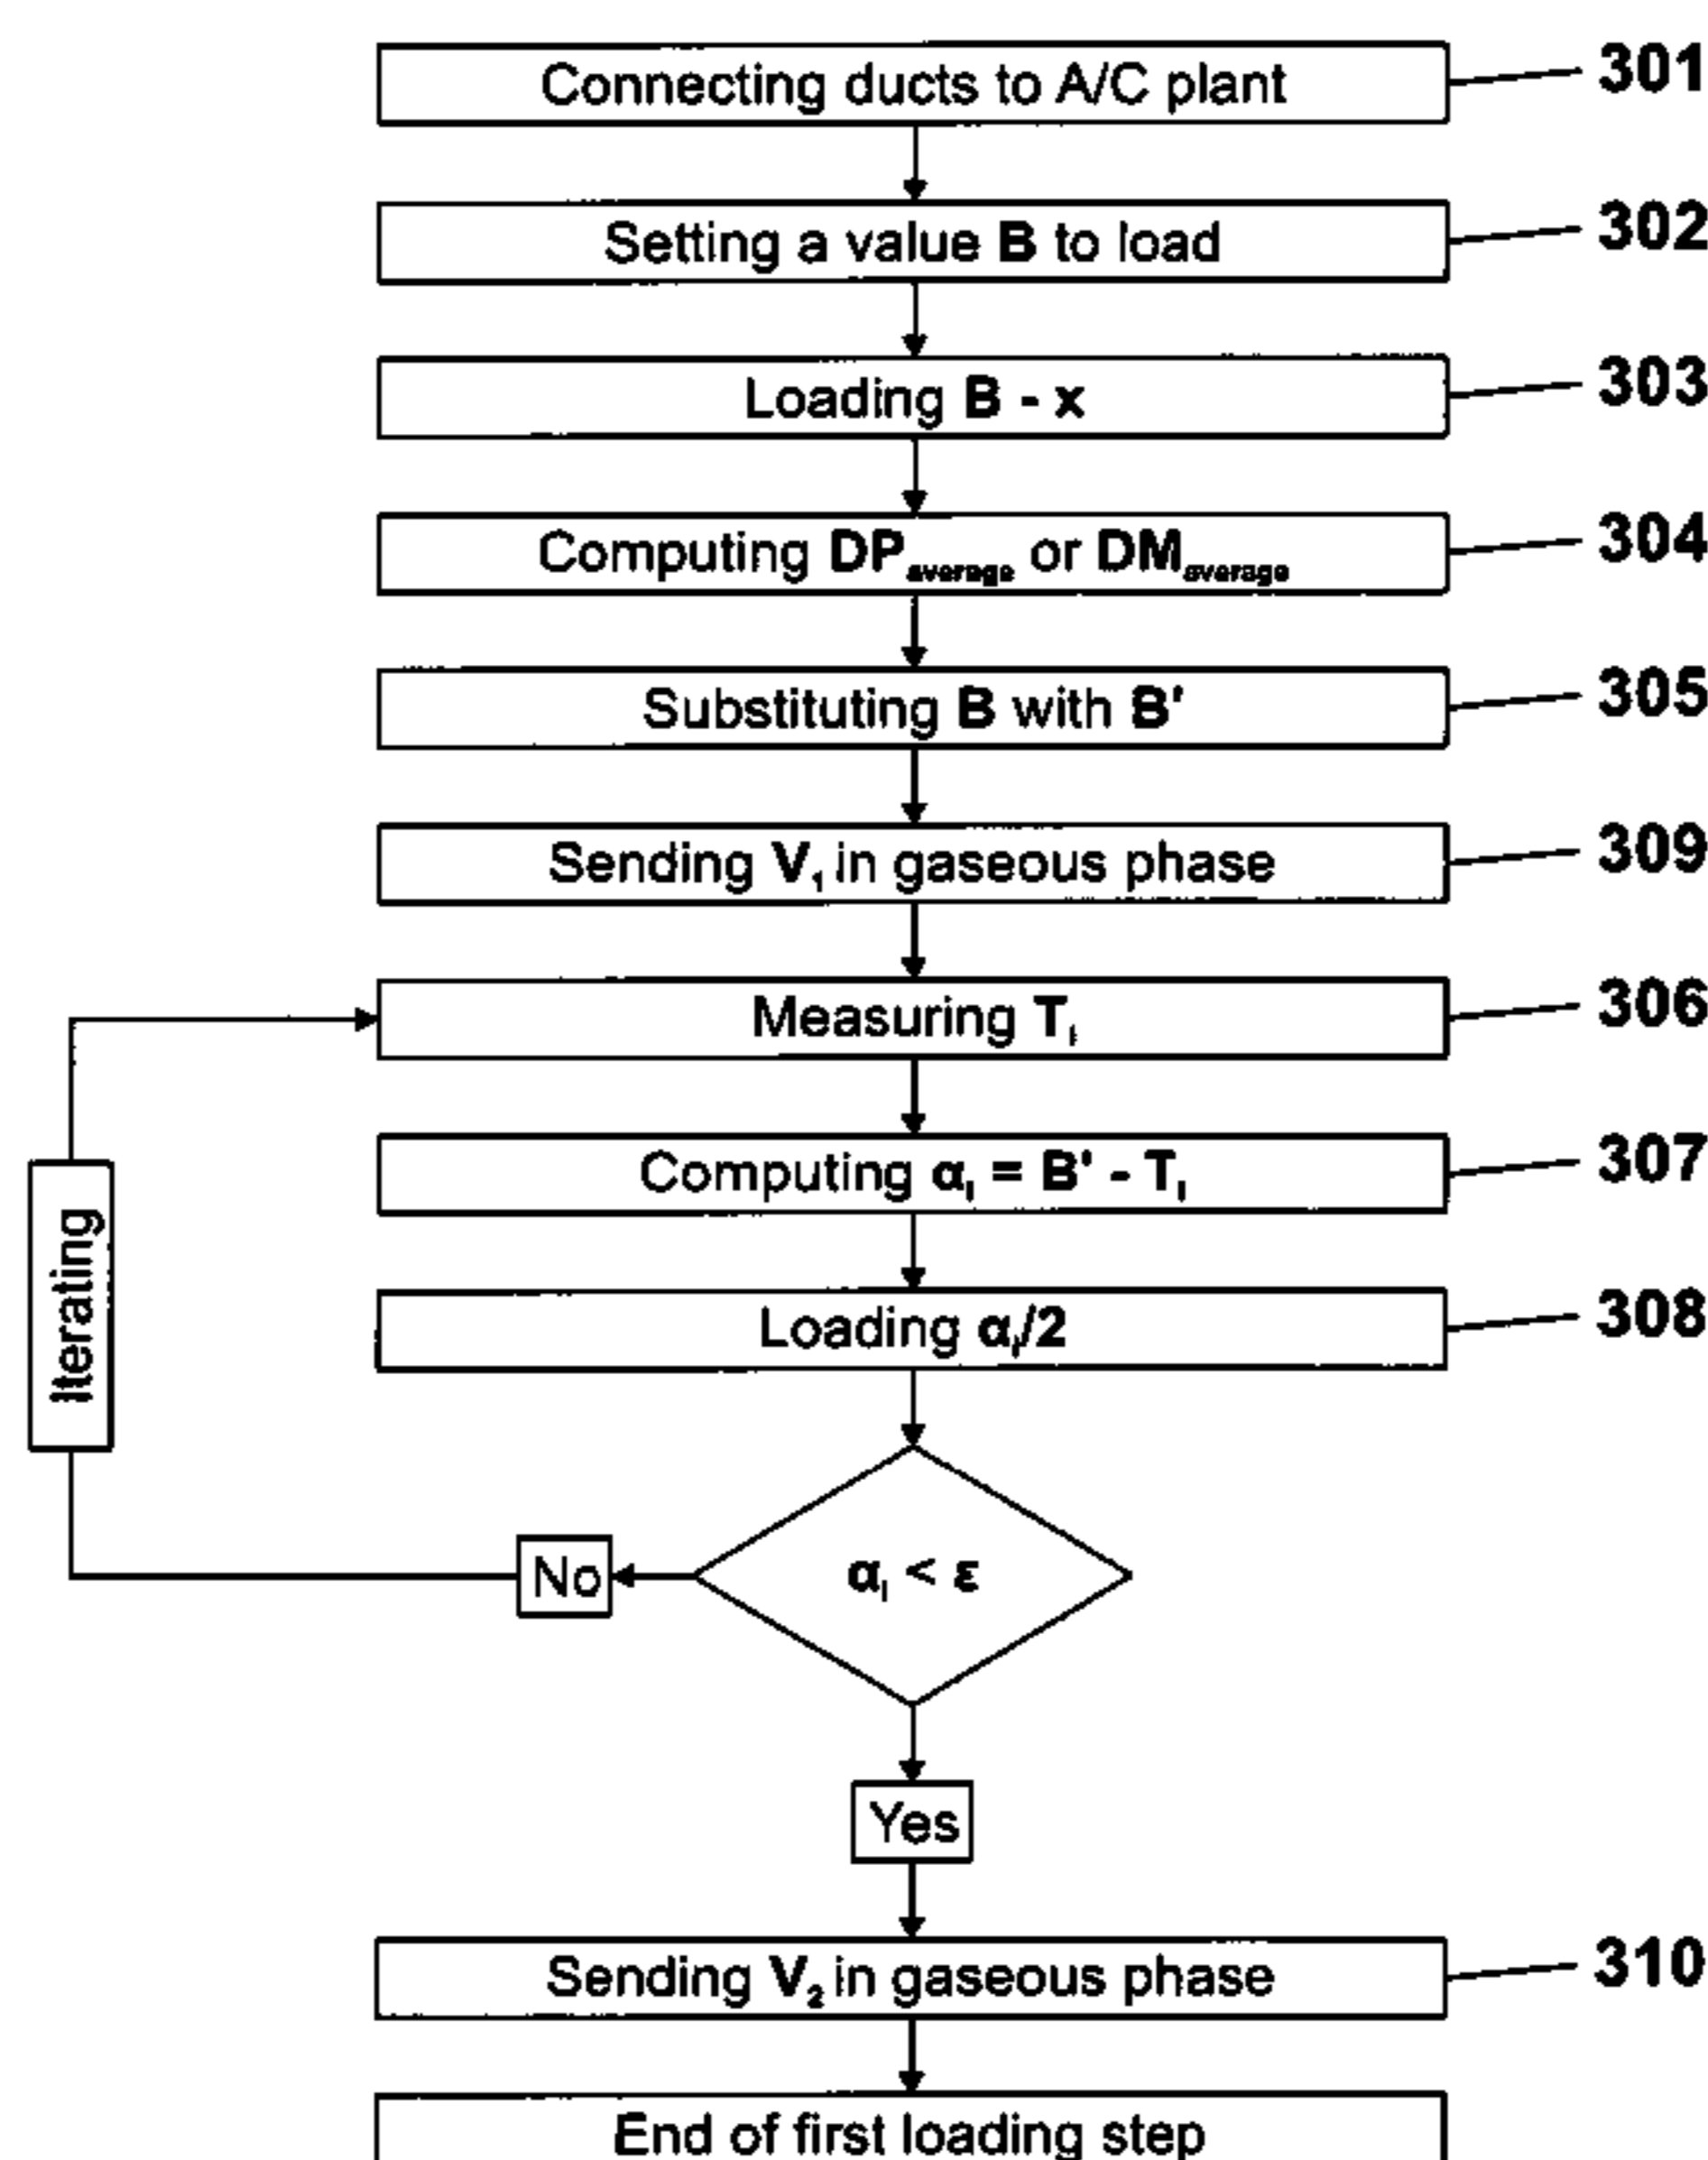 Connecting ducts to A/C plant 301
Setting a value B to load 302
Loading B - x 303
Computing DPaverage or DMaverage 304
Substituting B with B' 305
Sending V1 in gaseous phase 309
Measuring Ti 306
Computing αi = B' - Ti 307
Loading αi/2 308
Iterating
αi < ε
No
Yes
Sending V2 in gaseous phase 310
End of first loading step